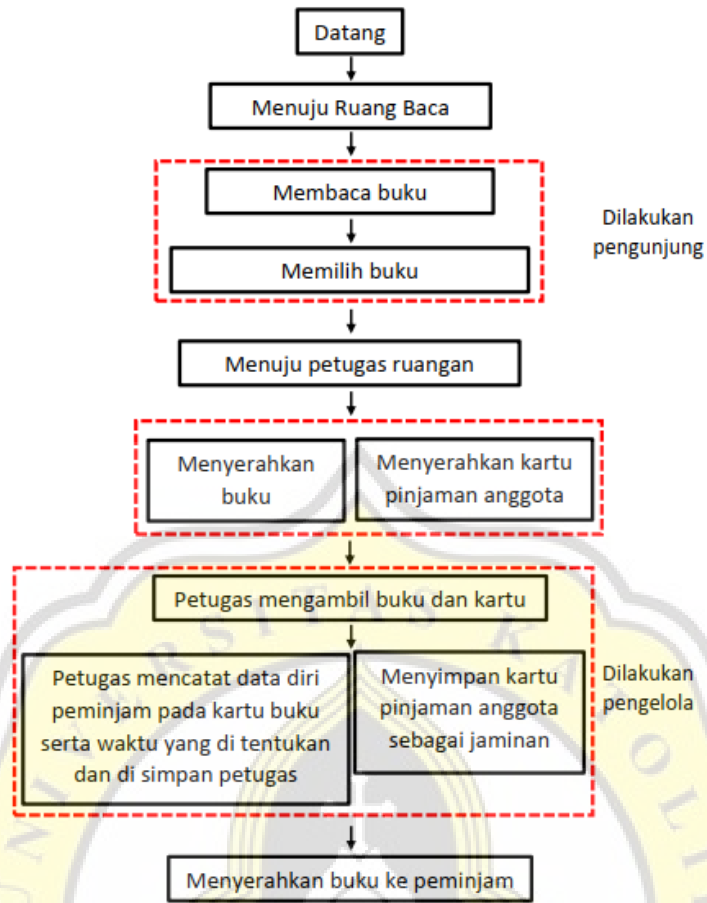 Datang
Menuju Ruang Baca
Membaca buku
Memilih buku
Dilakukan
pengunjung
Menuju petugas ruangan
Menyerahkan
buku
Menyerahkan kartu
pinjaman anggota
Petugas mengambil buku dan kartu
Petugas mencatat data diri
peminjam pada kartu buku
serta waktu yang di tentukan
dan di simpan petugas
Menyimpan kartu
pinjaman anggota
sebagai jaminan
Dilakukan
pengelola
Menyerahkan buku ke peminjam
UNIVERSITAS KATOLI